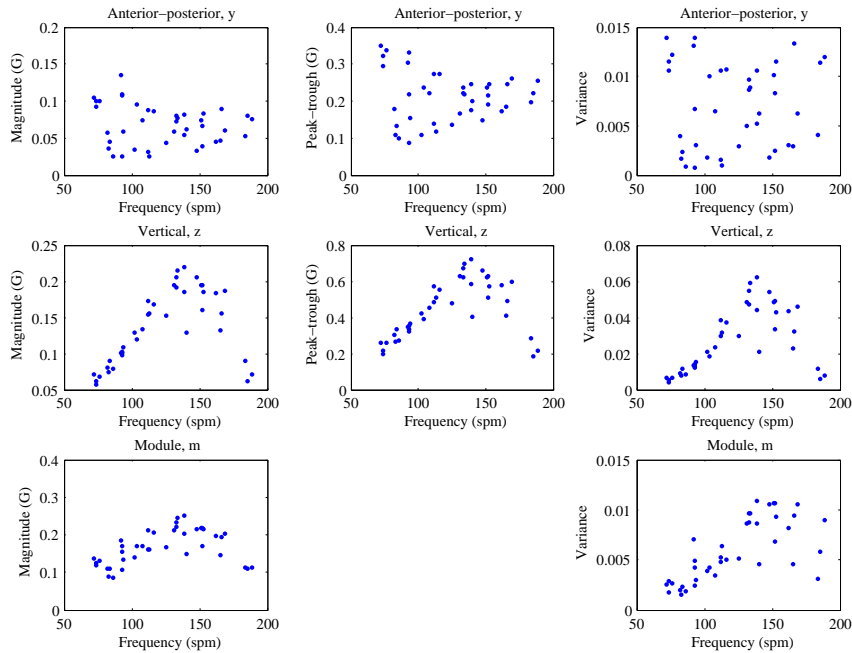 Anterior−posterior, y
Magnitude (G)
0.2
0.15
0.1
0.05
0
50 100 150 200
Frequency (spm)
Anterior−posterior, y
Peak−trough (G)
0.4
0.3
0.2
0.1
0
50 100 150 200
Frequency (spm)
Anterior−posterior, y
Variance
0.015
0.01
0.005
0
50 100 150 200
Frequency (spm)
Vertical, z
Magnitude (G)
0.25
0.2
0.15
0.1
0.05
50 100 150 200
Frequency (spm)
Vertical, z
Peak−trough (G)
0.8
0.6
0.4
0.2
0
50 100 150 200
Frequency (spm)
Vertical, z
Variance
0.08
0.06
0.04
0.02
0
50 100 150 200
Frequency (spm)
Module, m
Magnitude (G)
0.4
0.3
0.2
0.1
0
50 100 150 200
Frequency (spm)
Module, m
Variance
0.015
0.01
0.005
0
50 100 150 200
Frequency (spm)